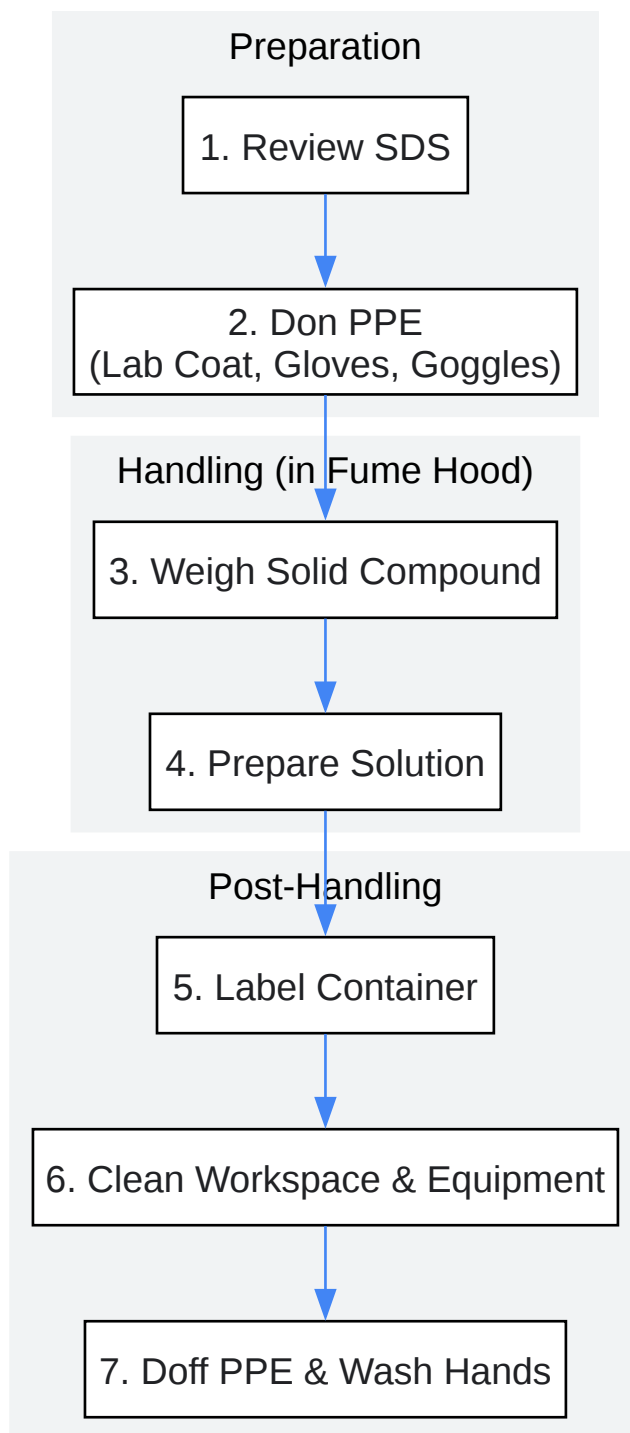 Preparation
1. Review SDS
2. Don PPE
(Lab Coat, Gloves, Goggles)
Handling (in Fume Hood)
3. Weigh Solid Compound
4. Prepare Solution
Post-Handling
5. Label Container
6. Clean Workspace & Equipment
7. Doff PPE & Wash Hands